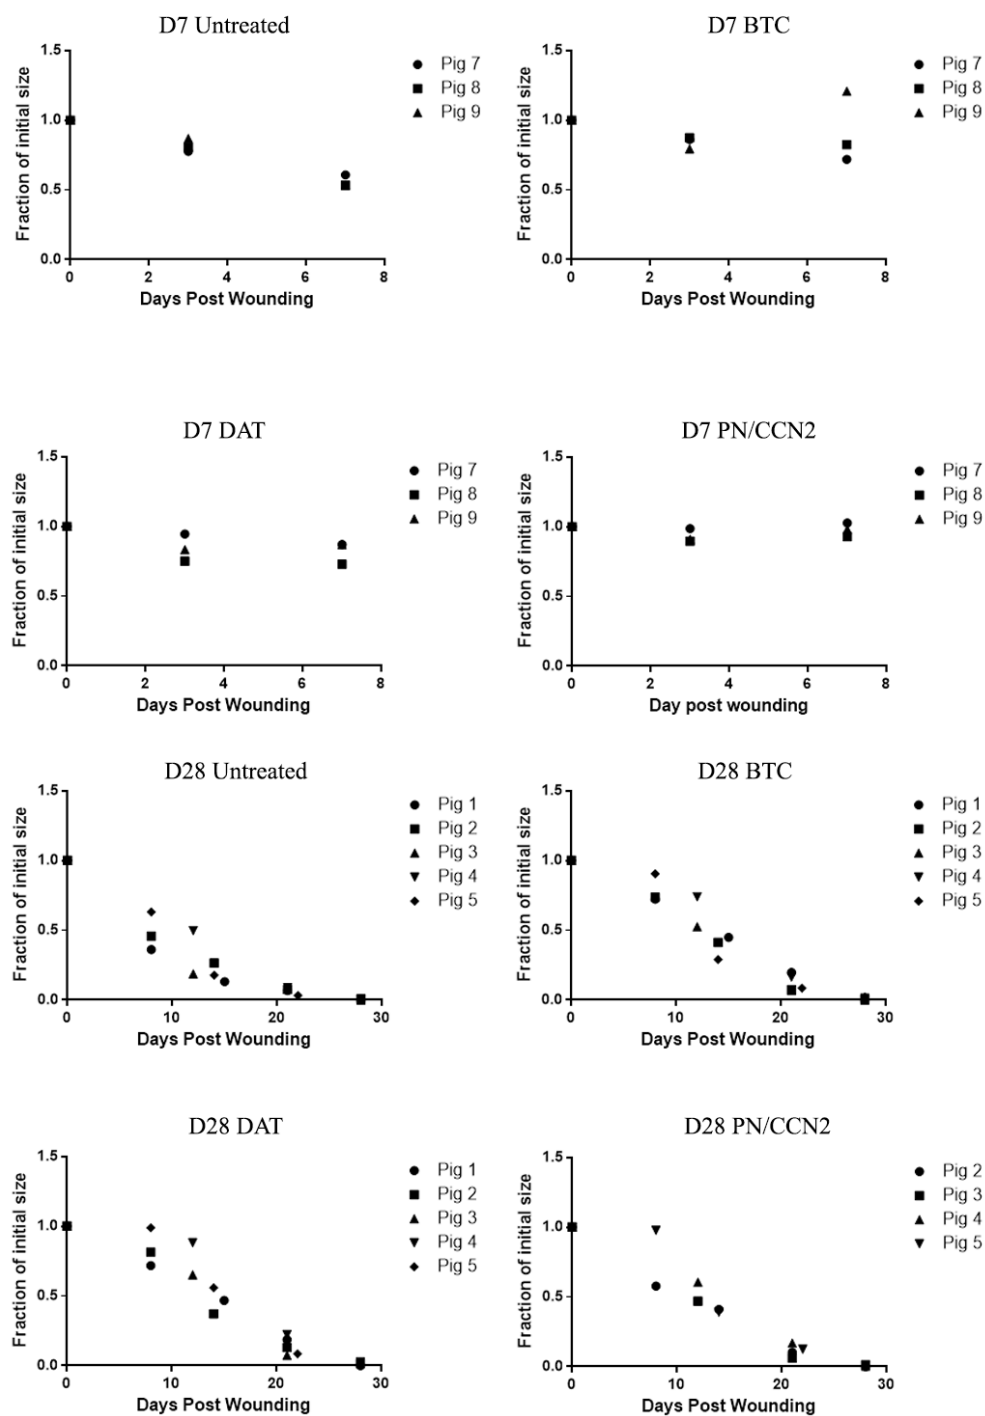 D7 Untreated
1.5
1.0
0.5
0.0
Fraction of initial size
0 2 4 6 8
Days Post Wounding
Pig 7
Pig 8
Pig 9
D7 BTC
1.5
1.0
0.5
0.0
Fraction of initial size
0 2 4 6 8
Days Post Wounding
Pig 7
Pig 8
Pig 9
D7 DAT
1.5
1.0
0.5
0.0
Fraction of initial size
0 2 4 6 8
Days Post Wounding
Pig 7
Pig 8
Pig 9
D7 PN/CCN2
1.5
1.0
0.5
0.0
Fraction of initial size
0 2 4 6 8
Day post wounding
Pig 7
Pig 8
Pig 9
D28 Untreated
1.5
1.0
0.5
0.0
Fraction of initial size
0 10 20 30
Days Post Wounding
Pig 1
Pig 2
Pig 3
Pig 4
Pig 5
D28 BTC
1.5
1.0
0.5
0.0
Fraction of initial size
0 10 20 30
Days Post Wounding
Pig 1
Pig 2
Pig 3
Pig 4
Pig 5
D28 DAT
1.5
1.0
0.5
0.0
Fraction of initial size
0 10 20 30
Days Post Wounding
Pig 1
Pig 2
Pig 3
Pig 4
Pig 5
D28 PN/CCN2
1.5
1.0
0.5
0.0
Fraction of initial size
0 10 20 30
Days Post Wounding
Pig 2
Pig 3
Pig 4
Pig 5